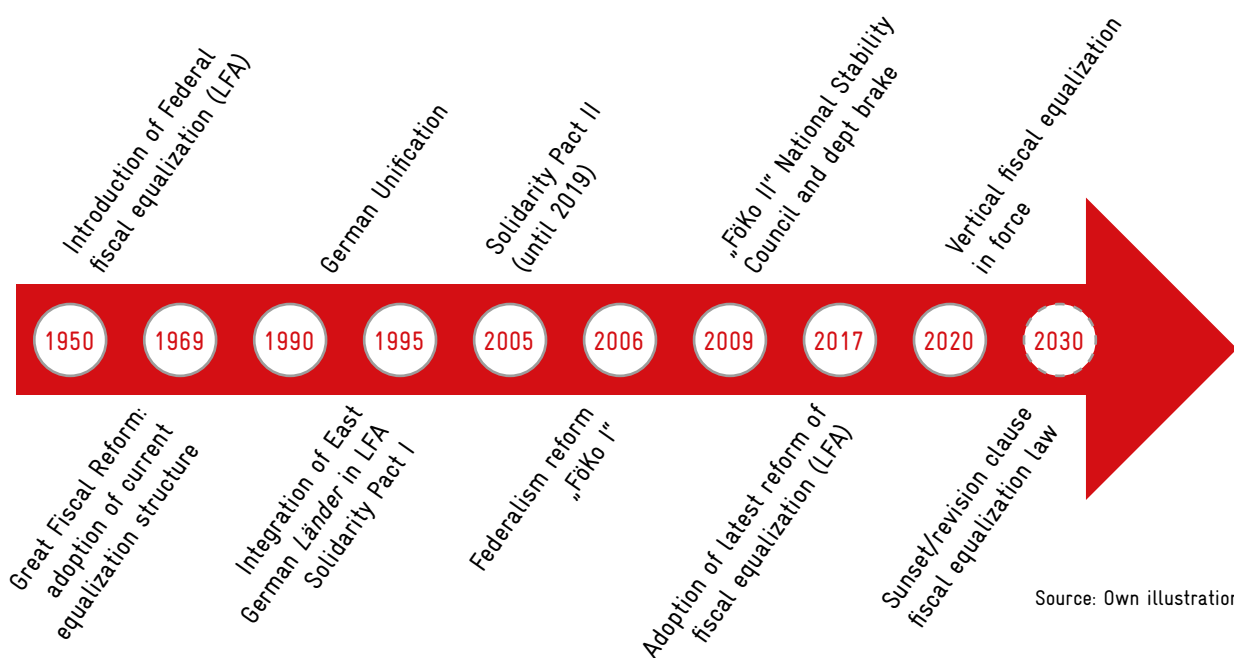 Introduction of Federal
fiscal equalization (LFA)
German Unification
Solidarity Pact II
(until 2019)
„FöKo II“ National Stability
Council and dept brake
Vertical fiscal equalization
in force
1950
1969
1990
1995
2005
2006
2009
2017
2020
2030
Great Fiscal Reform:
adoption of current
equalization structure
Integration of East
German Länder in LFA
Solidarity Pact I
Federalism reform
„FöKo I“
Adoption of latest reform of
fiscal equalization (LFA)
Sunset/revision clause
fiscal equalization law
Source: Own illustration